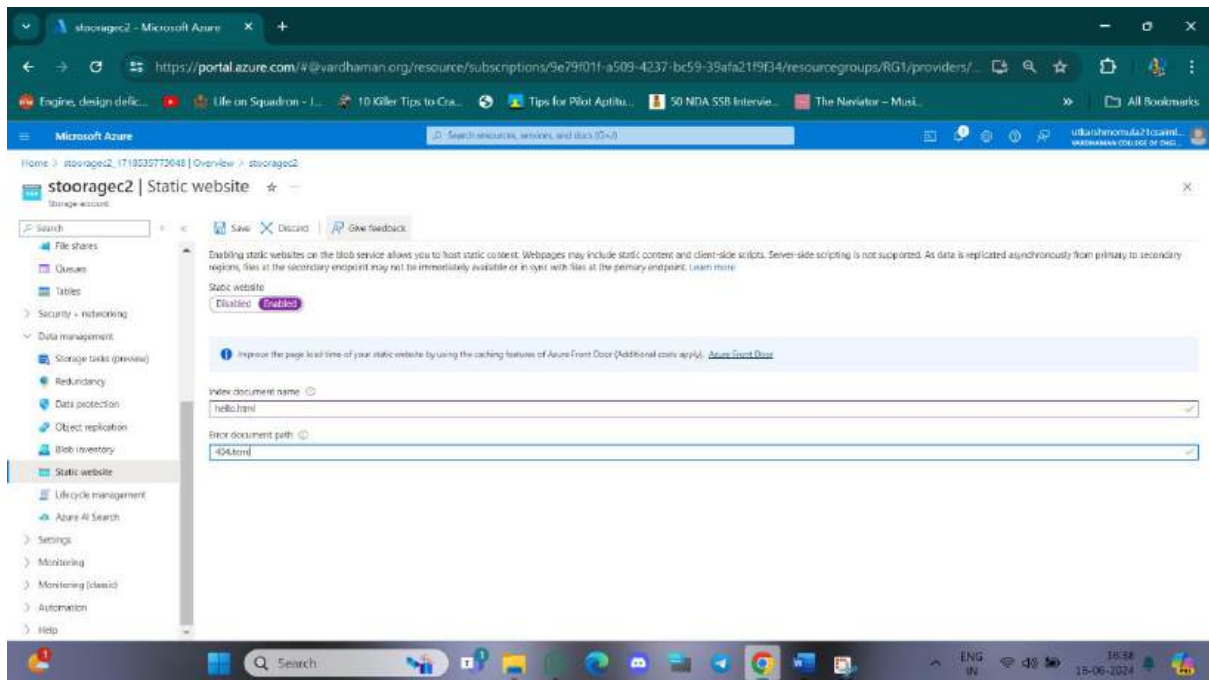 stooragec2 - Microsoft Azure
https://portal.azure.com/#@vardhaman.org/resource/subscriptions/9e79f01f-a509-4237-bc59-39afa21f9f34/resourcegroups/RG1/providers/...
Engine, design defic...
Life on Squadron - I...
10 Killer Tips to Cra...
Tips for Pilot Aptitu...
50 NDA SSB Intervie...
The Naviator – Musi...
All Bookmarks
Microsoft Azure
Search resources, services, and docs (G+/)
utkarshnomula21csaiml...
VARDHAMAN COLLEGE OF ENGI...
Home > stooragec2_1718535773048 | Overview > stooragec2
stooragec2 | Static website
Storage account
Search
Save
Discard
Give feedback
File shares
Queues
Tables
Security + networking
Data management
Storage tasks (preview)
Redundancy
Data protection
Object replication
Blob inventory
Static website
Lifecycle management
Azure AI Search
Settings
Monitoring
Monitoring (classic)
Automation
Help
Enabling static websites on the blob service allows you to host static content. Webpages may include static content and client-side scripts. Server-side scripting is not supported. As data is replicated asynchronously from primary to secondary
regions, files at the secondary endpoint may not be immediately available or in sync with files at the primary endpoint. Learn more
Static website
Disabled Enabled
Improve the page load time of your static website by using the caching features of Azure Front Door (Additional costs apply). Azure Front Door
Index document name
hello.html
Error document path
Search
ENG
IN
16-06-2024